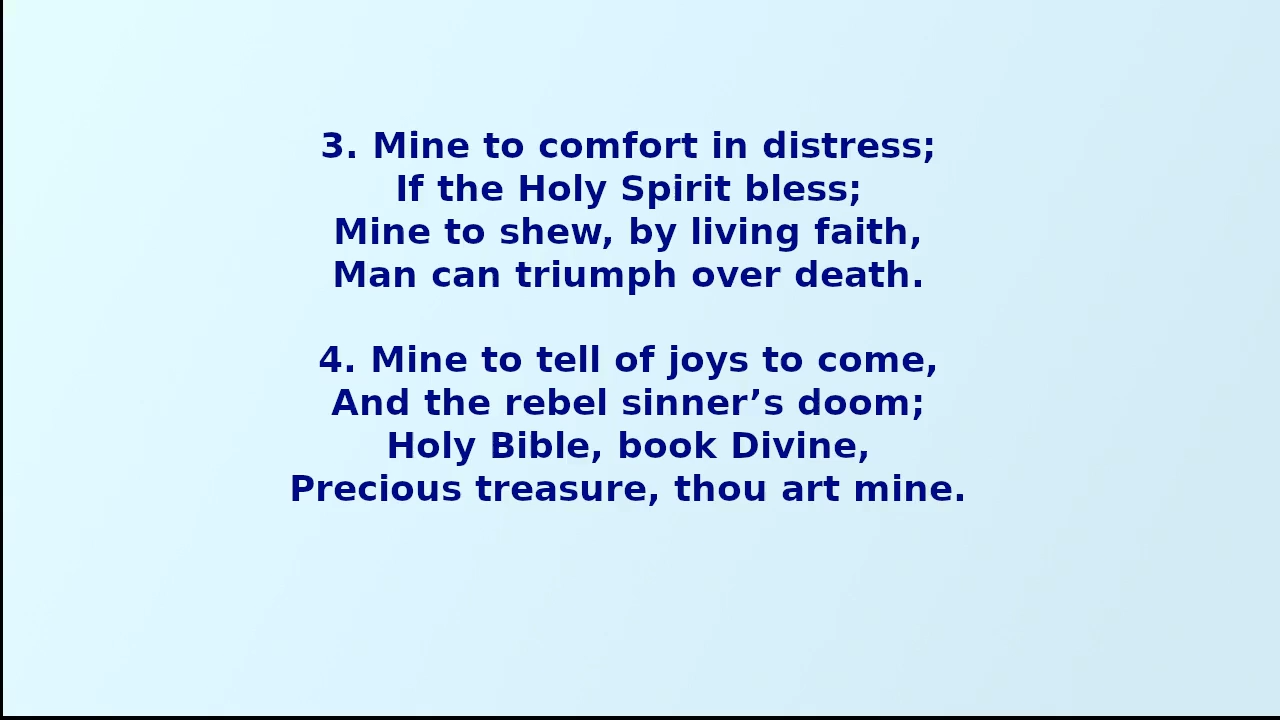 3. Mine to comfort in distress;
If the Holy Spirit bless;
Mine to shew, by living faith,
Man can triumph over death.
4. Mine to tell of joys to come,
And the rebel sinner’s doom;
Holy Bible, book Divine,
Precious treasure, thou art mine.